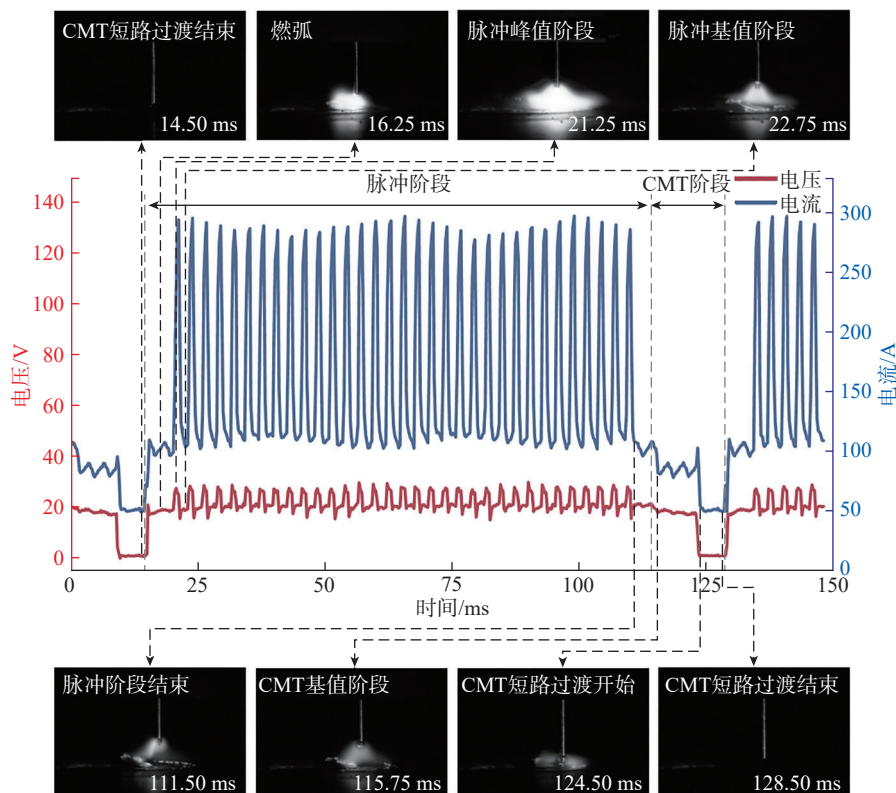 CMT短路过渡结束
燃弧
脉冲峰值阶段
脉冲基值阶段
14.50 ms
16.25 ms
21.25 ms
22.75 ms
脉冲阶段
CMT阶段
电压
电流
140
120
100
80
60
40
20
0
电压/V
300
250
200
150
100
50
0
电流/A
0
25
50
75
100
125
150
时间/ms
脉冲阶段结束
CMT基值阶段
CMT短路过渡开始
CMT短路过渡结束
111.50 ms
115.75 ms
124.50 ms
128.50 ms